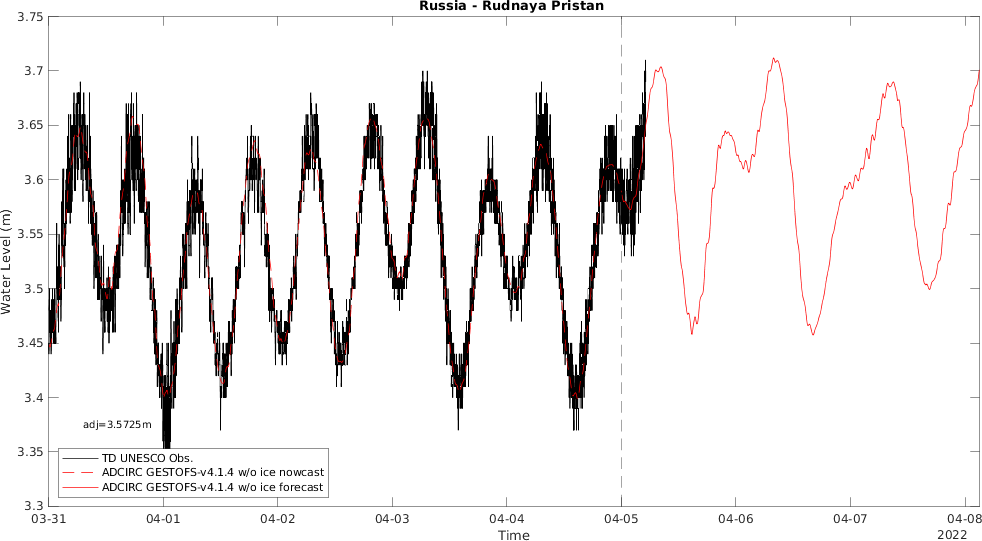 Russia - Rudnaya Pristan
3.75
3.7
3.65
3.6
3.55
3.5
3.45
3.4
3.35
3.3
Water Level (m)
adj=3.5725m
TD UNESCO Obs.
ADCIRC GESTOFS-v4.1.4 w/o ice nowcast
ADCIRC GESTOFS-v4.1.4 w/o ice forecast
03-31 04-01 04-02 04-03 04-04 04-05 04-06 04-07 04-08
Time
2022